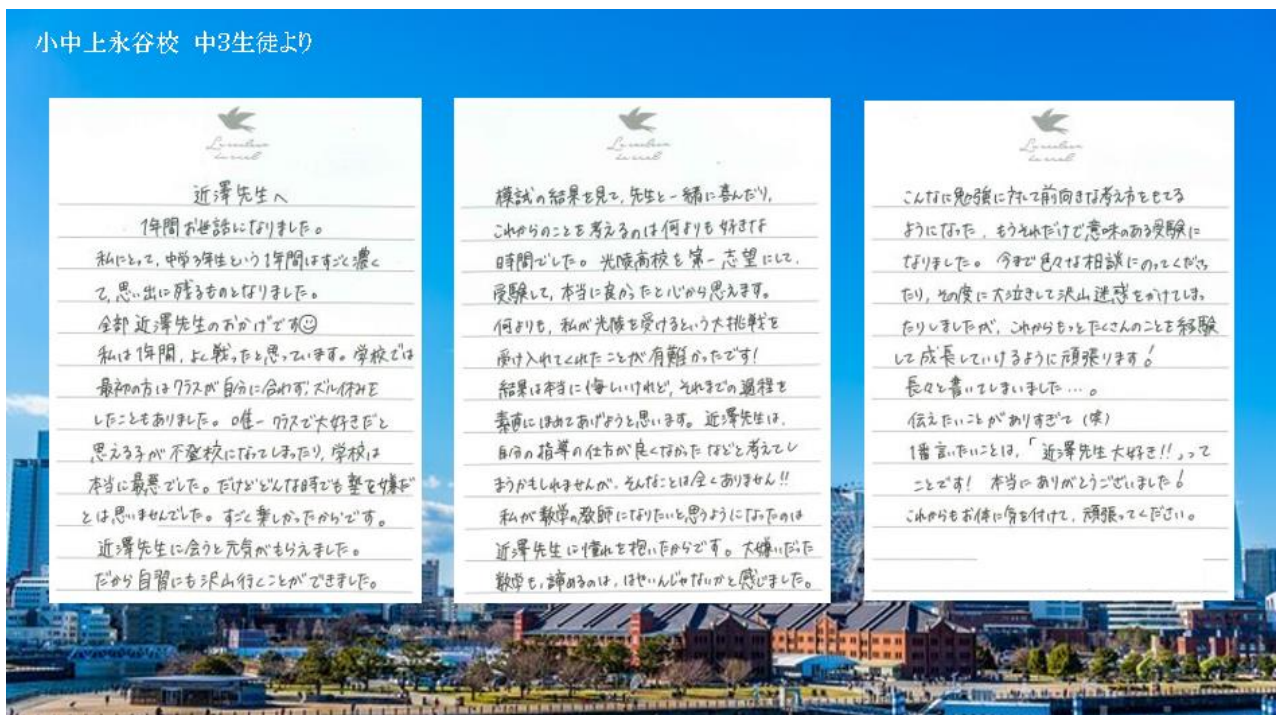 小中上永谷校 中3生徒より
近澤先生へ
1年間お世話になりました。
私にとって、中学3年生という1年間はすごく濃く
て、思い出に残るものとなりました。
全部近澤先生のおかげです☺
私は1年間、よく戦ったと思っています。学校では
最初の方はクラスが自分に合わず、ズル休みを
したこともありました。唯一クラスで大好きだと
思える子が不登校になってしまったり、学校は
本当に最悪でした。だけどどんな時でも塾を嫌だ
とは思いませんでした。すごく楽しかったからです。
近澤先生に会うと元気がもらえました。
だから自習にも沢山行くことができました。
模試の結果を見て、先生と一緒に喜んだり、
これからのことを考えるのは何よりも好きな
時間でした。光陵高校を第一志望にして、
受験して、本当に良かったと心から思えます。
何よりも、私が光陵を受けるという大挑戦を
受け入れてくれたことが有難かったです!
結果は本当に悔しいけれど、それまでの過程を
素直にほめてあげようと思います。近澤先生は、
自分の指導の仕方が良くなかったなどと考えてし
まうかもしれませんが、そんなことは全くありません!!
私が数学の教師になりたいと思うようになったのは
近澤先生に憧れを抱いたからです。大嫌いだった
数学も、諦めるのは、はやいんじゃないかと感じました。
こんなに勉強に対して前向きな考え方をもてる
ようになった、もうそれだけで意味のある受験に
なりました。今まで色々な相談にのってくださっ
たり、その度に大泣きして沢山迷惑をかけてしまっ
たりしましたが、これからもっとたくさんのことを経験
して成長していけるように頑張ります!
長々と書いてしまいました…。
伝えたいことがありすぎて(笑)
1番言いたいことは、「近澤先生大好き!!」って
ことです! 本当にありがとうございました!
これからもお体に気を付けて、頑張ってください。